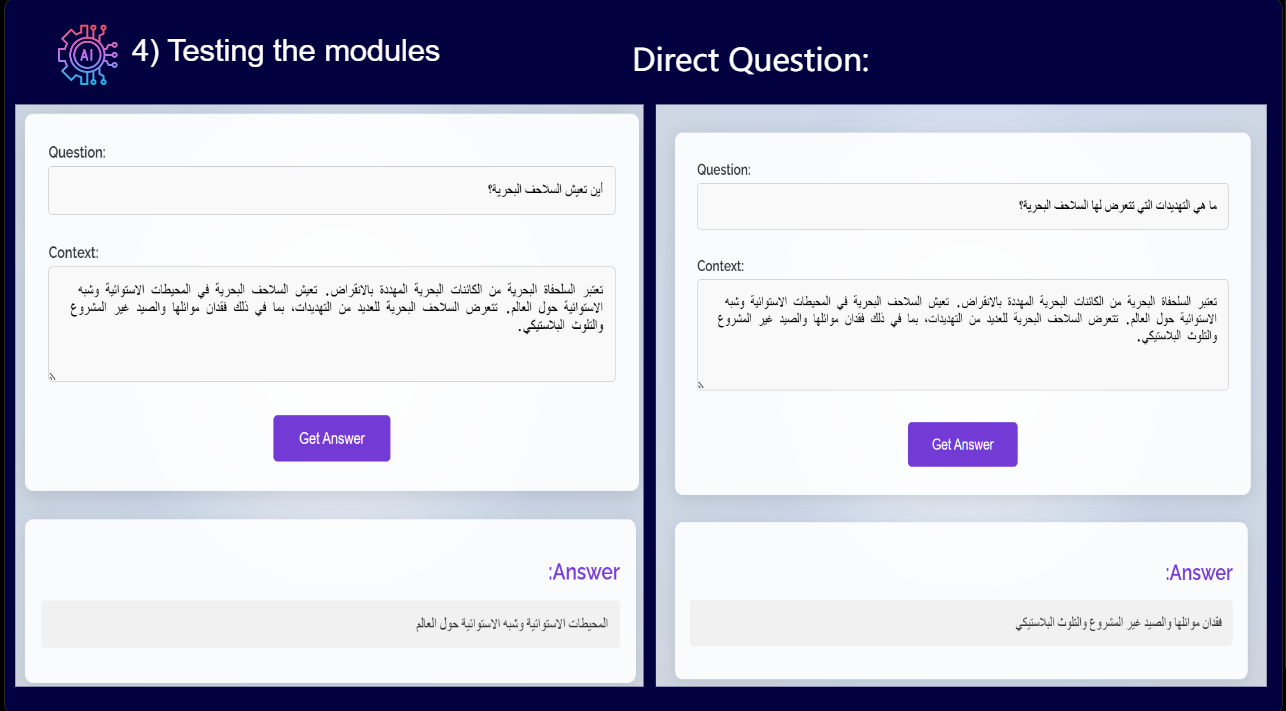 AI
4) Testing the modules
Direct Question:
Question:
أين تعيش السلاحف البحرية؟
Context:
تعتبر السلحفاة البحرية من الكائنات البحرية المهددة بالانقراض. تعيش السلاحف البحرية في المحيطات الاستوائية وشبه
الاستوائية حول العالم. تتعرض السلاحف البحرية للعديد من التهديدات، بما في ذلك فقدان موائلها والصيد غير المشروع
والتلوث البلاستيكي.
Get Answer
:Answer
المحيطات الاستوائية وشبه الاستوائية حول العالم
Question:
ما هي التهديدات التي تتعرض لها السلاحف البحرية؟
Context:
تعتبر السلحفاة البحرية من الكائنات البحرية المهددة بالانقراض. تعيش السلاحف البحرية في المحيطات الاستوائية وشبه
الاستوائية حول العالم. تتعرض السلاحف البحرية للعديد من التهديدات، بما في ذلك فقدان موائلها والصيد غير المشروع
والتلوث البلاستيكي.
Get Answer
:Answer
فقدان موائلها والصيد غير المشروع والتلوث البلاستيكي